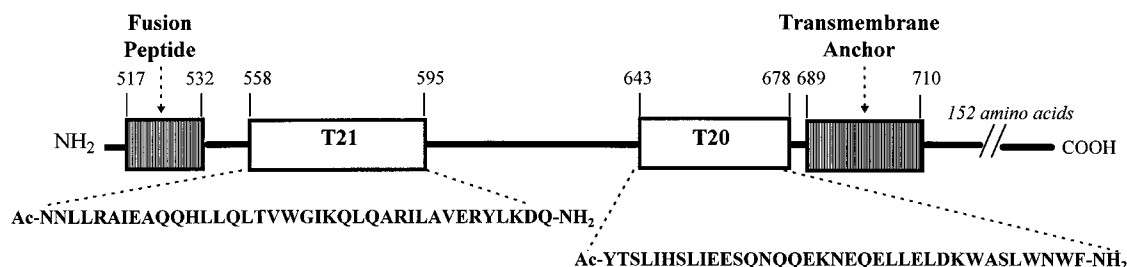 Fusion
Peptide
Transmembrane
Anchor
517 532 558 595 643 678 689 710
152 amino acids
NH2 T21 T20 COOH
Ac-NNLLRAIEAQQHLLQLTVWGIKQLQARILAVERYLKDQ-NH2
Ac-YTSLIHSLIEESQNQQEKNEQELLELDKWASLWNWF-NH2